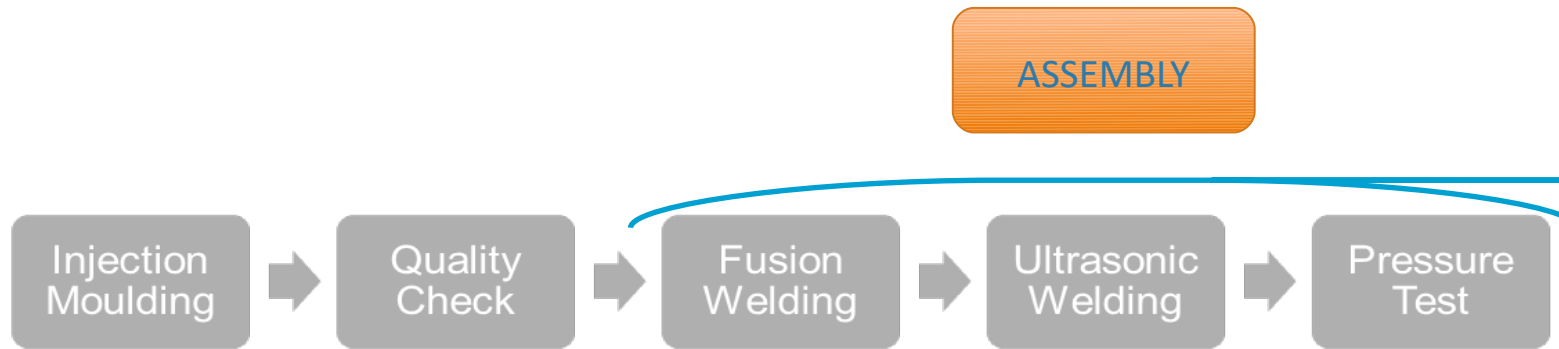 ASSEMBLY
Injection
Moulding
Quality
Check
Fusion
Welding
Ultrasonic
Welding
Pressure
Test